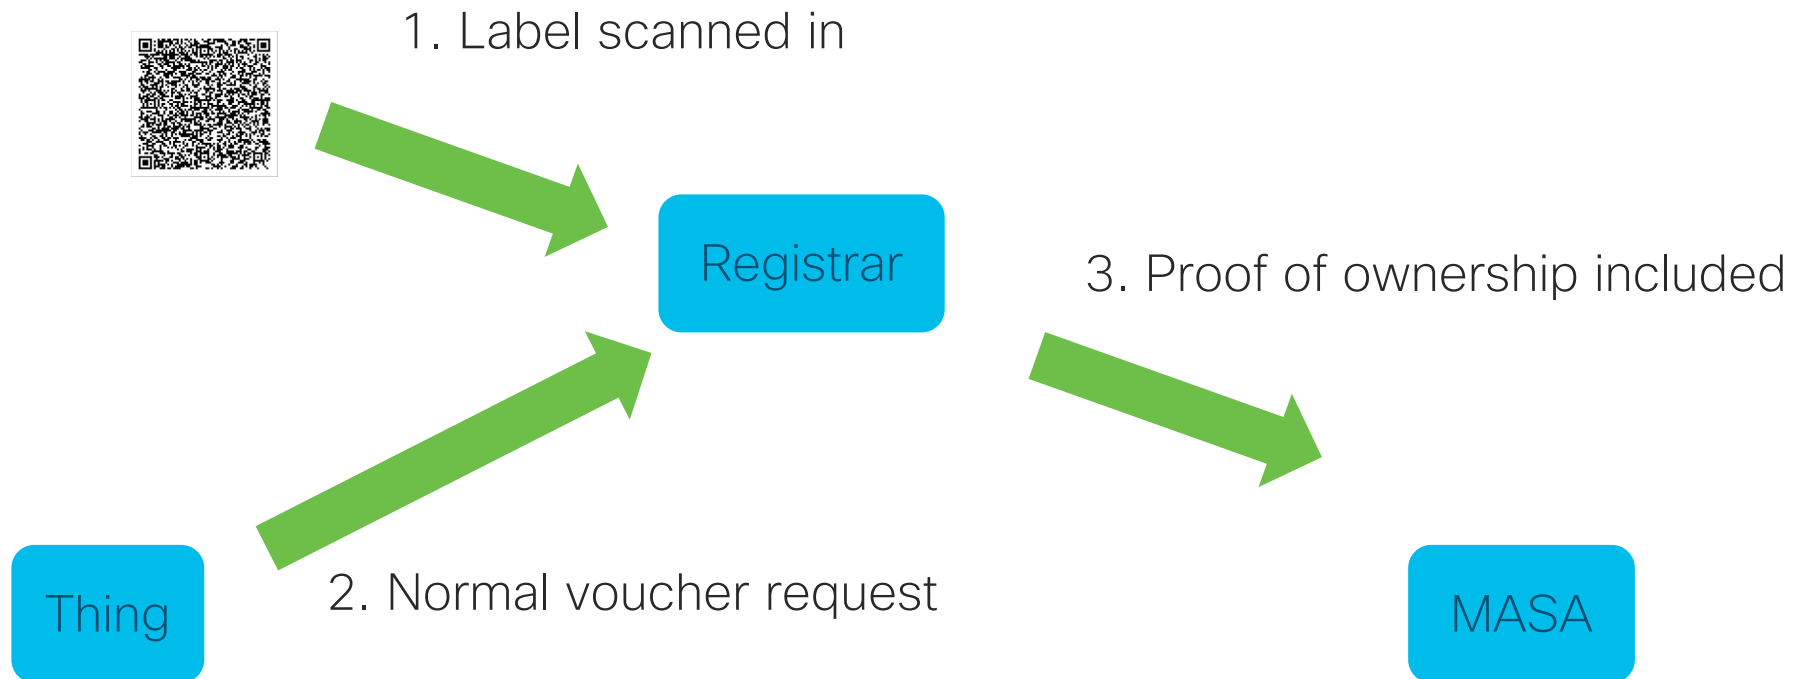 1. Label scanned in
Registrar
3. Proof of ownership included
2. Normal voucher request
Thing
MASA